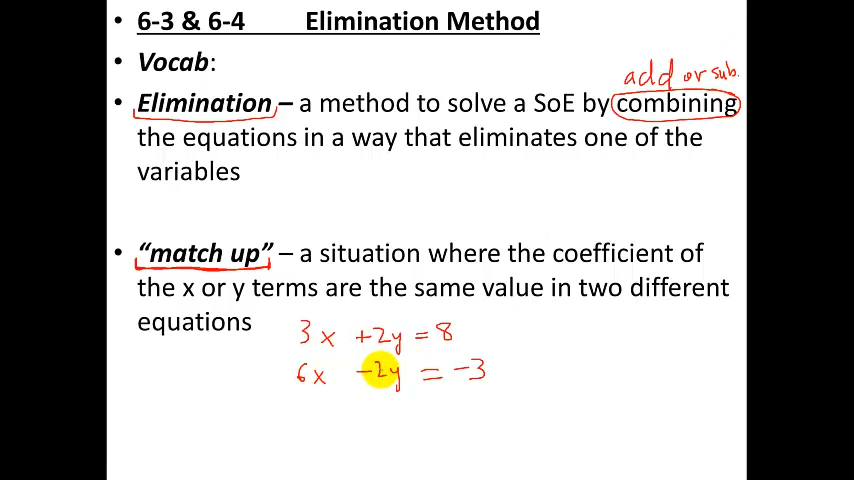 • 6-3 & 6-4 Elimination Method
• Vocab:
add or sub.
• Elimination – a method to solve a SoE by combining
the equations in a way that eliminates one of the
variables
• “match up” – a situation where the coefficient of
the x or y terms are the same value in two different
equations
3x +2y = 8
6x -2y = -3